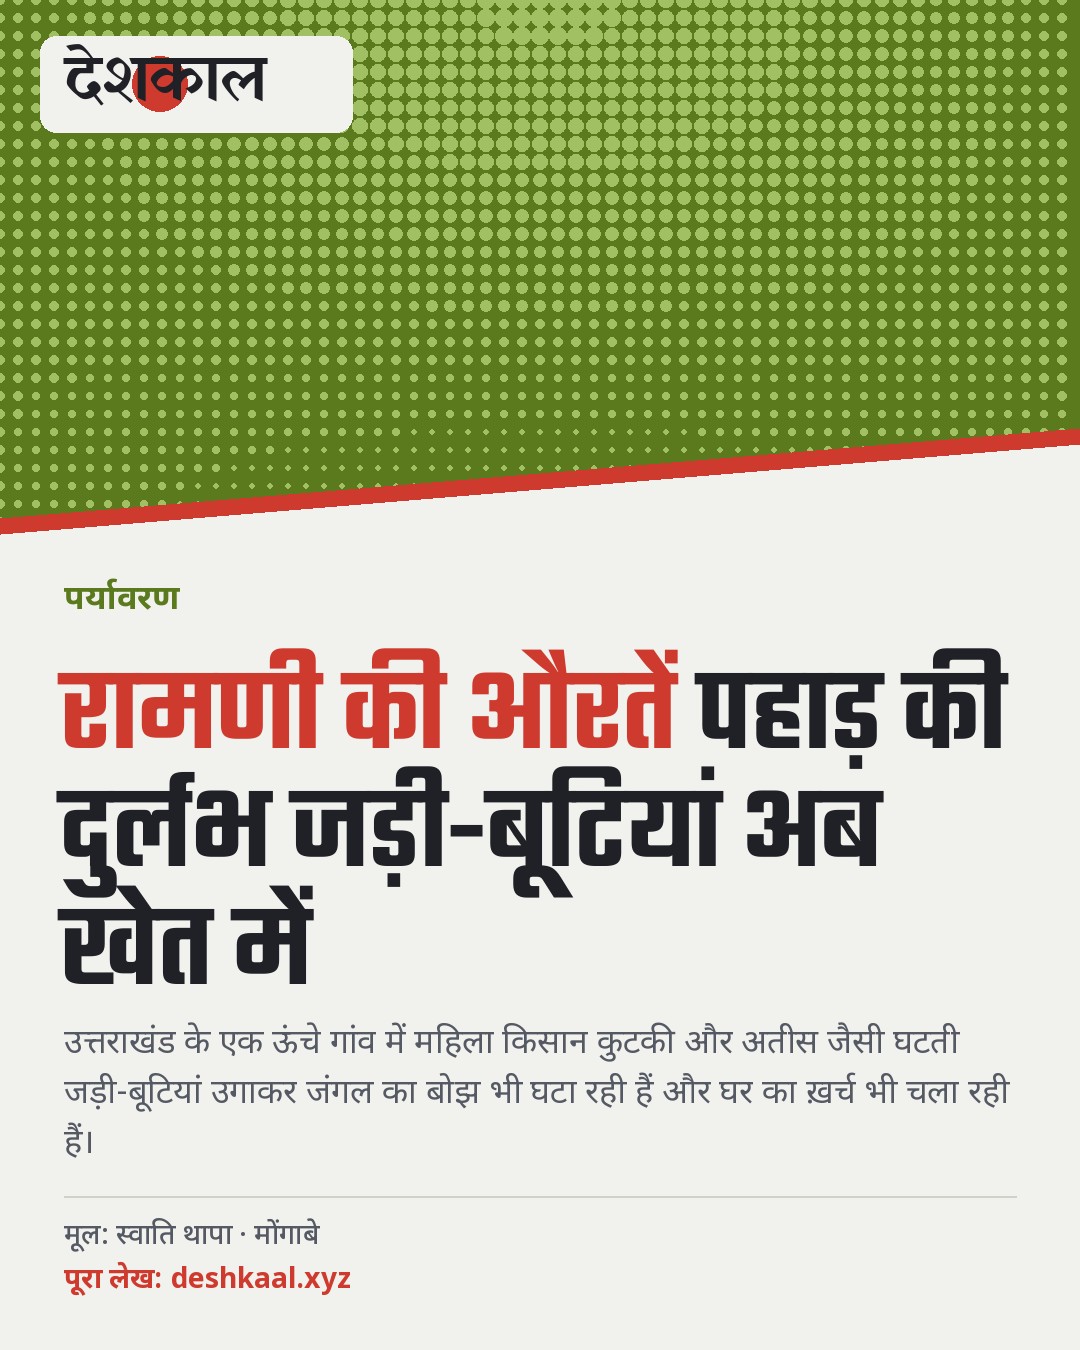 देशकाल
पर्यावरण
रामणी की औरतें पहाड़ की
दुर्लभ जड़ी-बूटियां अब
खेत में
उत्तराखंड के एक ऊंचे गांव में महिला किसान कुटकी और अतीस जैसी घटती
जड़ी-बूटियां उगाकर जंगल का बोझ भी घटा रही हैं और घर का ख़र्च भी चला रही
हैं।
मूल: स्वाति थापा · मोंगाबे
पूरा लेख: deshkaal.xyz